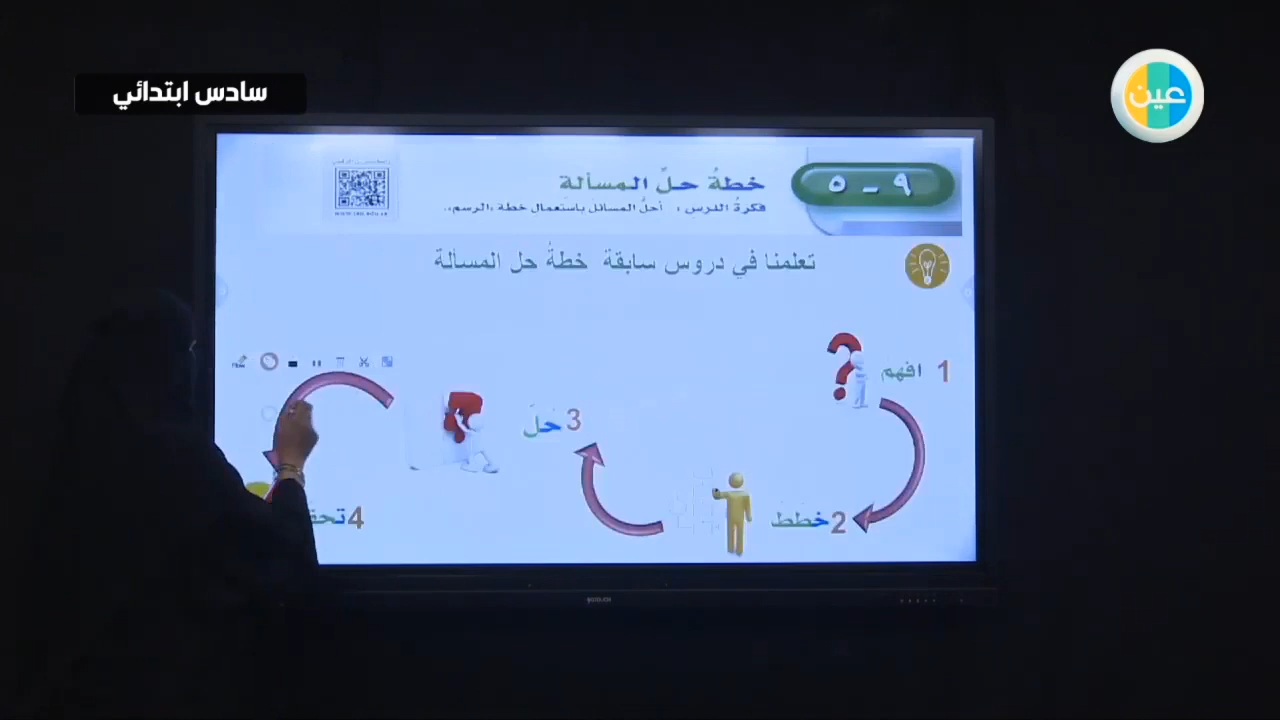 سادس ابتدائي
عين
٩ - ٥
خطةُ حلِّ المسألة
فكرةُ الدرس: أحلُّ المسائلَ باستعمال خطة «الرسم».
تعلمنا في دروس سابقة خطةُ حل المسألة
1 افهم
2 خطط
3 حل
4